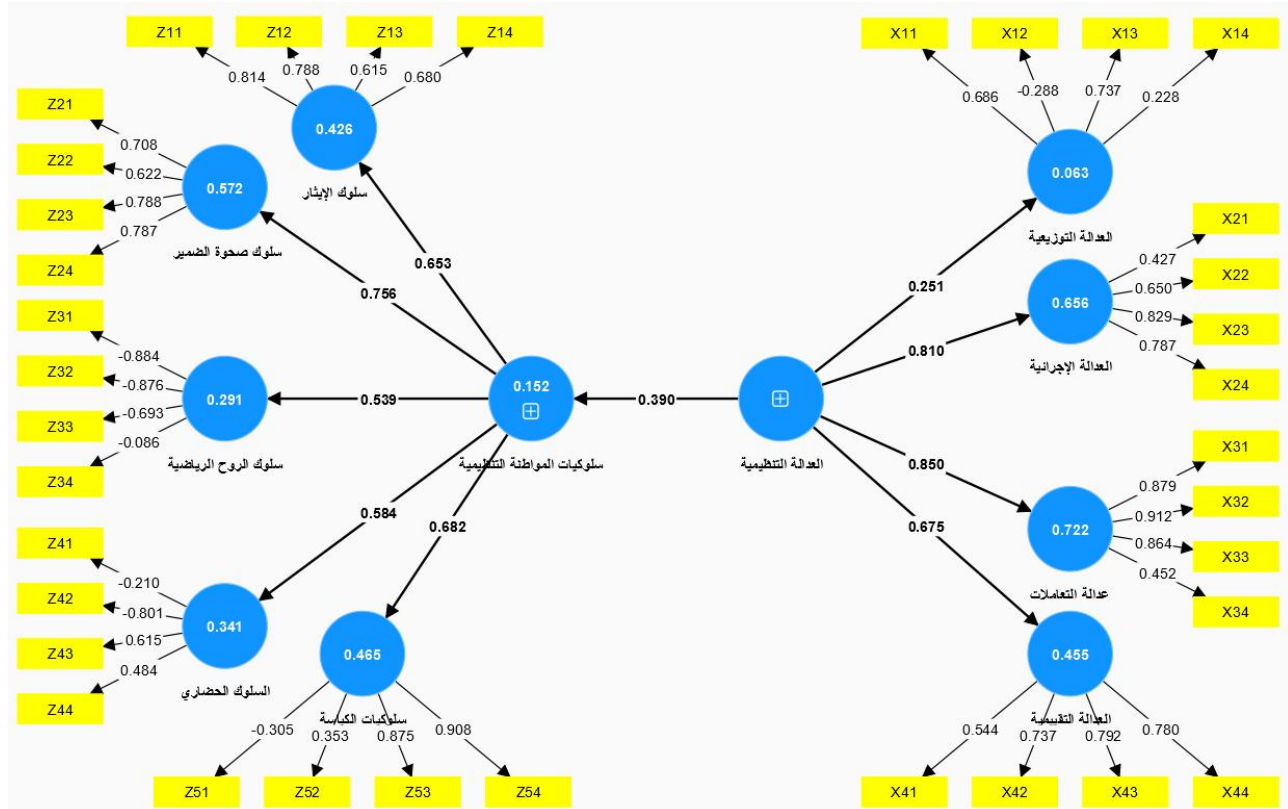 Z11
Z12
Z13
Z14
0.814
0.788
0.615
0.680
0.426
سلوك الإيثار
Z21
Z22
Z23
Z24
0.708
0.622
0.788
0.787
0.572
سلوك صحوة الضمير
0.653
0.756
Z31
Z32
Z33
Z34
-0.884
-0.876
-0.693
-0.086
0.291
سلوك الروح الرياضية
0.539
0.152
سلوكيات المواطنة التنظيمية
0.390
العدالة التنظيمية
Z41
Z42
Z43
Z44
-0.210
-0.801
0.615
0.484
0.341
السلوك الحضاري
0.584
0.682
0.465
سلوكيات الكياسة
-0.305
0.353
0.875
0.908
Z51
Z52
Z53
Z54
X11
X12
X13
X14
0.686
-0.288
0.737
0.228
0.063
العدالة التوزيعية
0.251
X21
X22
X23
X24
0.427
0.650
0.829
0.787
0.656
العدالة الإجرائية
0.810
X31
X32
X33
X34
0.879
0.912
0.864
0.452
0.722
عدالة التعاملات
0.850
0.675
0.455
العدالة التقييمية
0.544
0.737
0.792
0.780
X41
X42
X43
X44